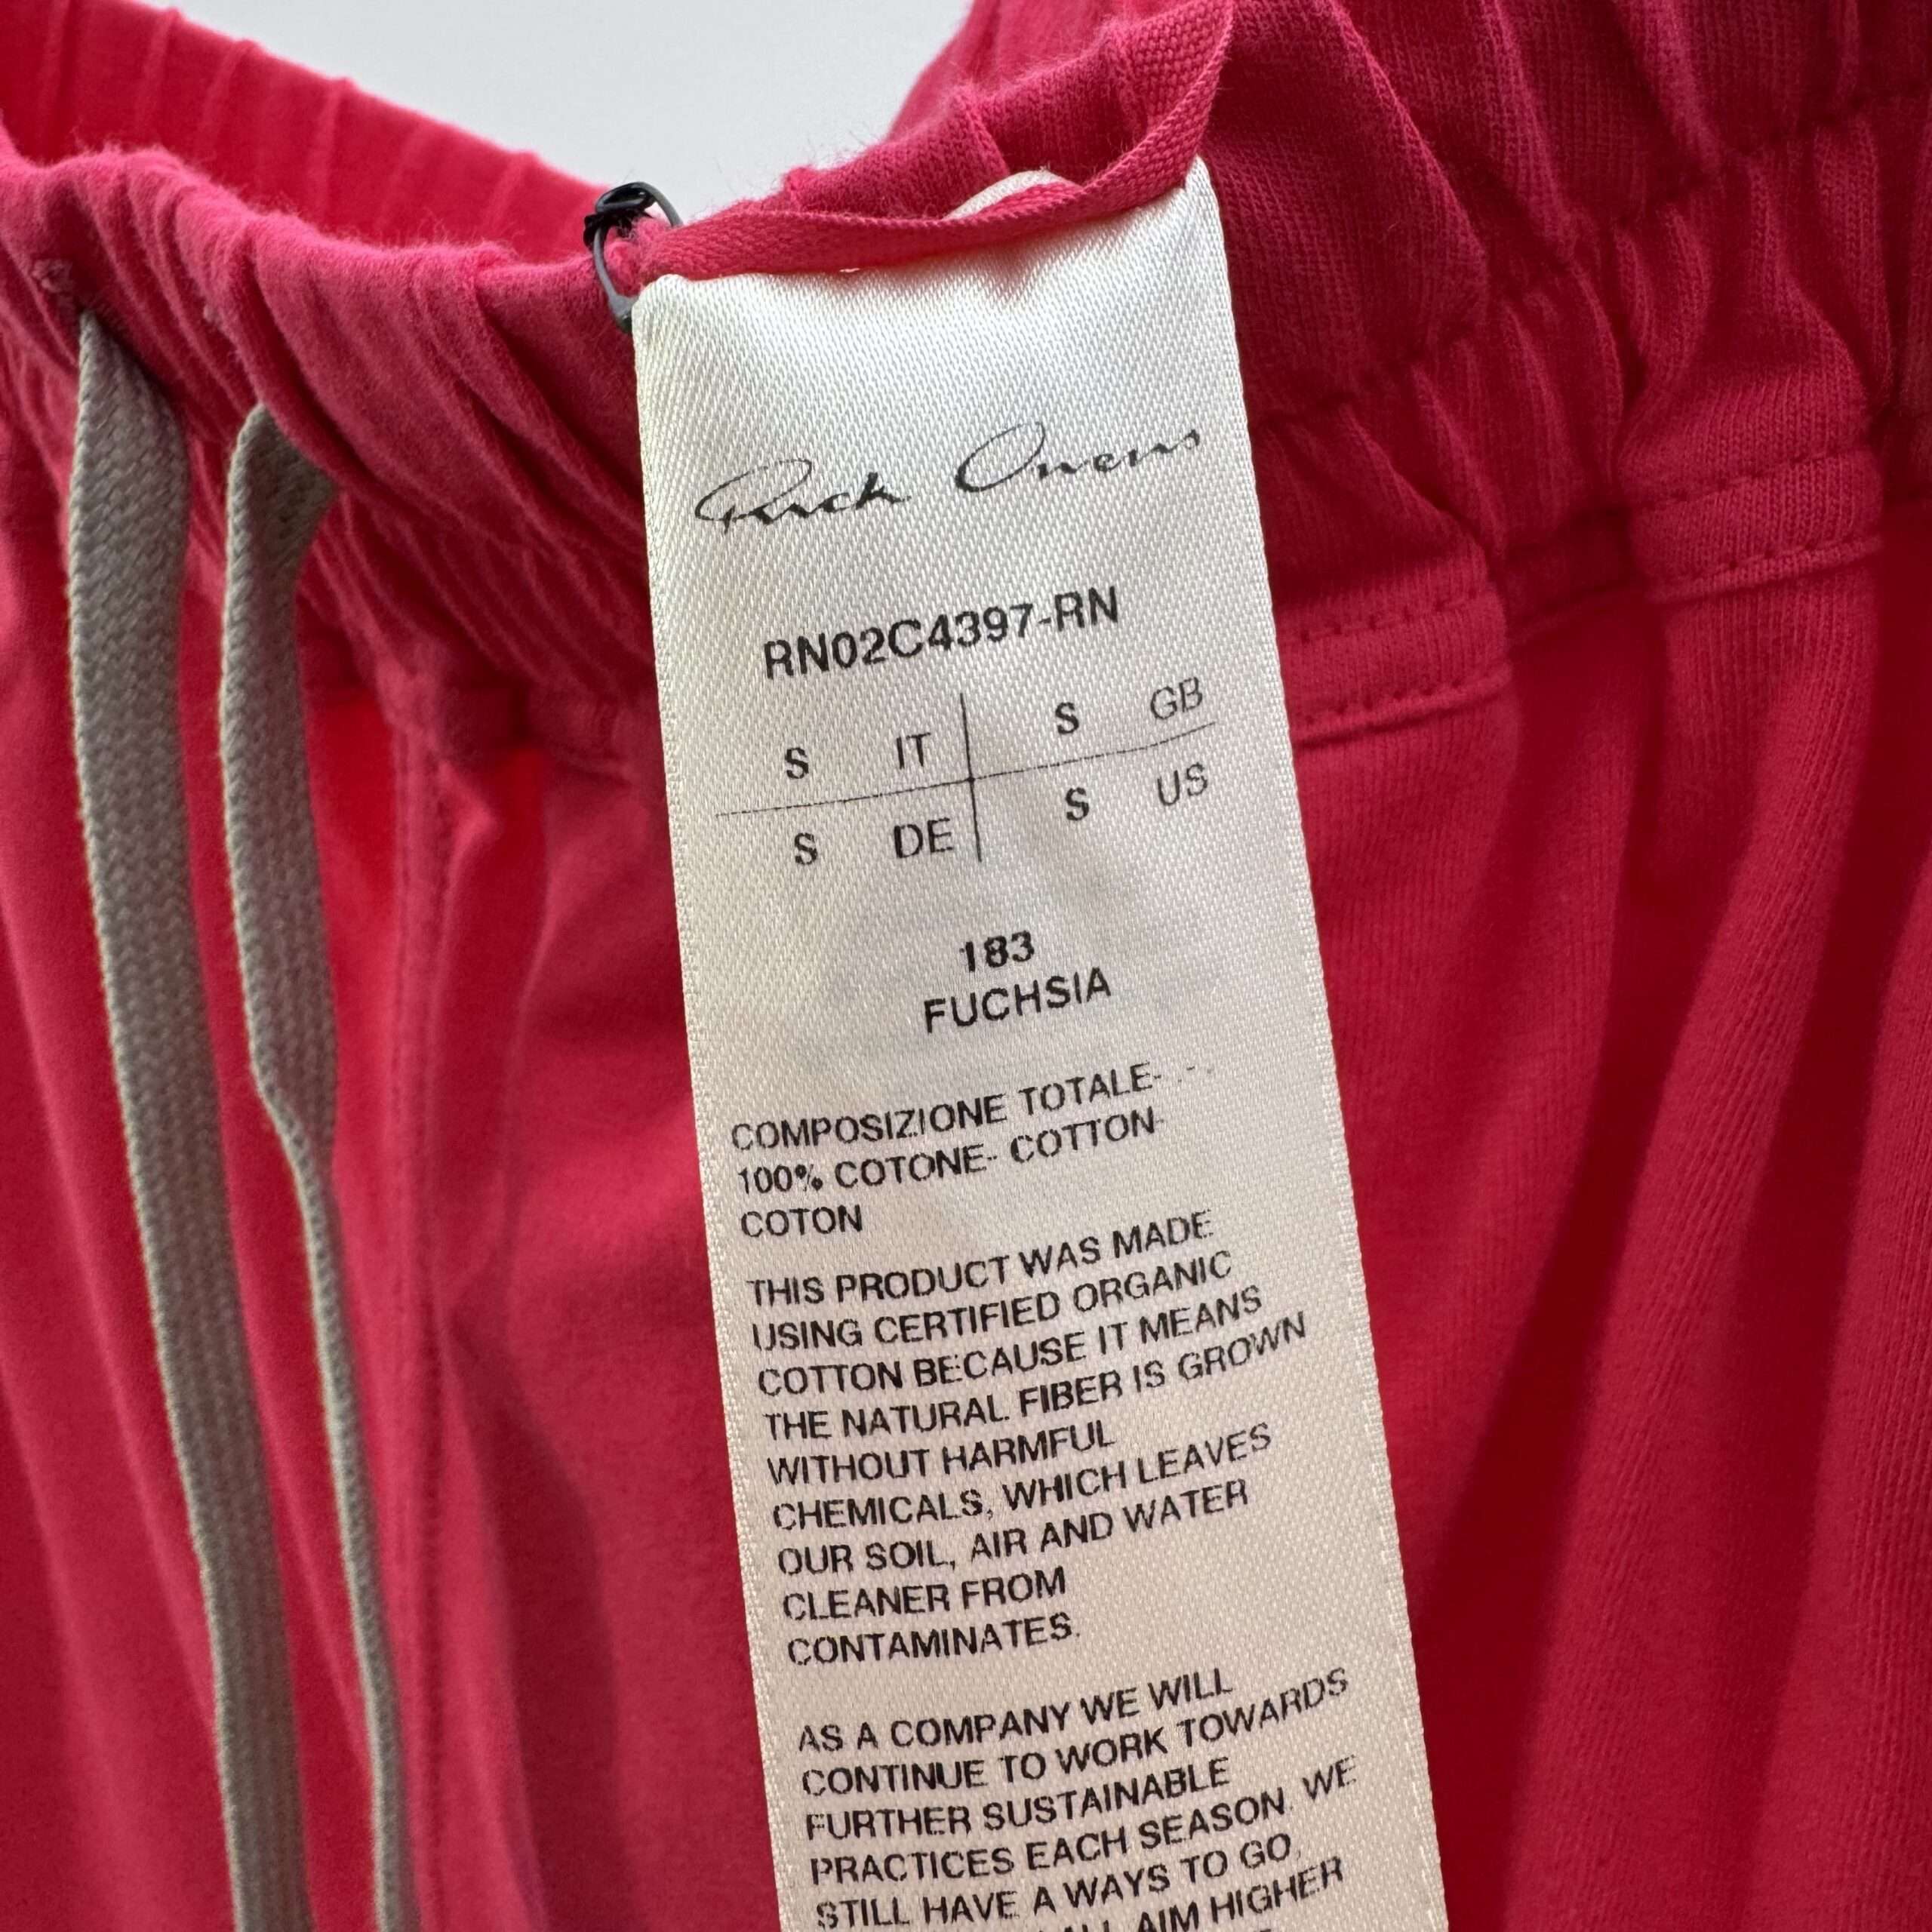 Rick Owens
RN02C4397-RN
S IT S GB
S DE S US
183
FUCHSIA
COMPOSIZIONE TOTALE-
100% COTONE- COTTON-
COTON
THIS PRODUCT WAS MADE
USING CERTIFIED ORGANIC
COTTON BECAUSE IT MEANS
THE NATURAL FIBER IS GROWN
WITHOUT HARMFUL
CHEMICALS, WHICH LEAVES
OUR SOIL, AIR AND WATER
CLEANER FROM
CONTAMINATES.
AS A COMPANY WE WILL
CONTINUE TO WORK TOWARDS
FURTHER SUSTAINABLE
PRACTICES EACH SEASON. WE
STILL HAVE A WAYS TO GO,
AIM HIGHER